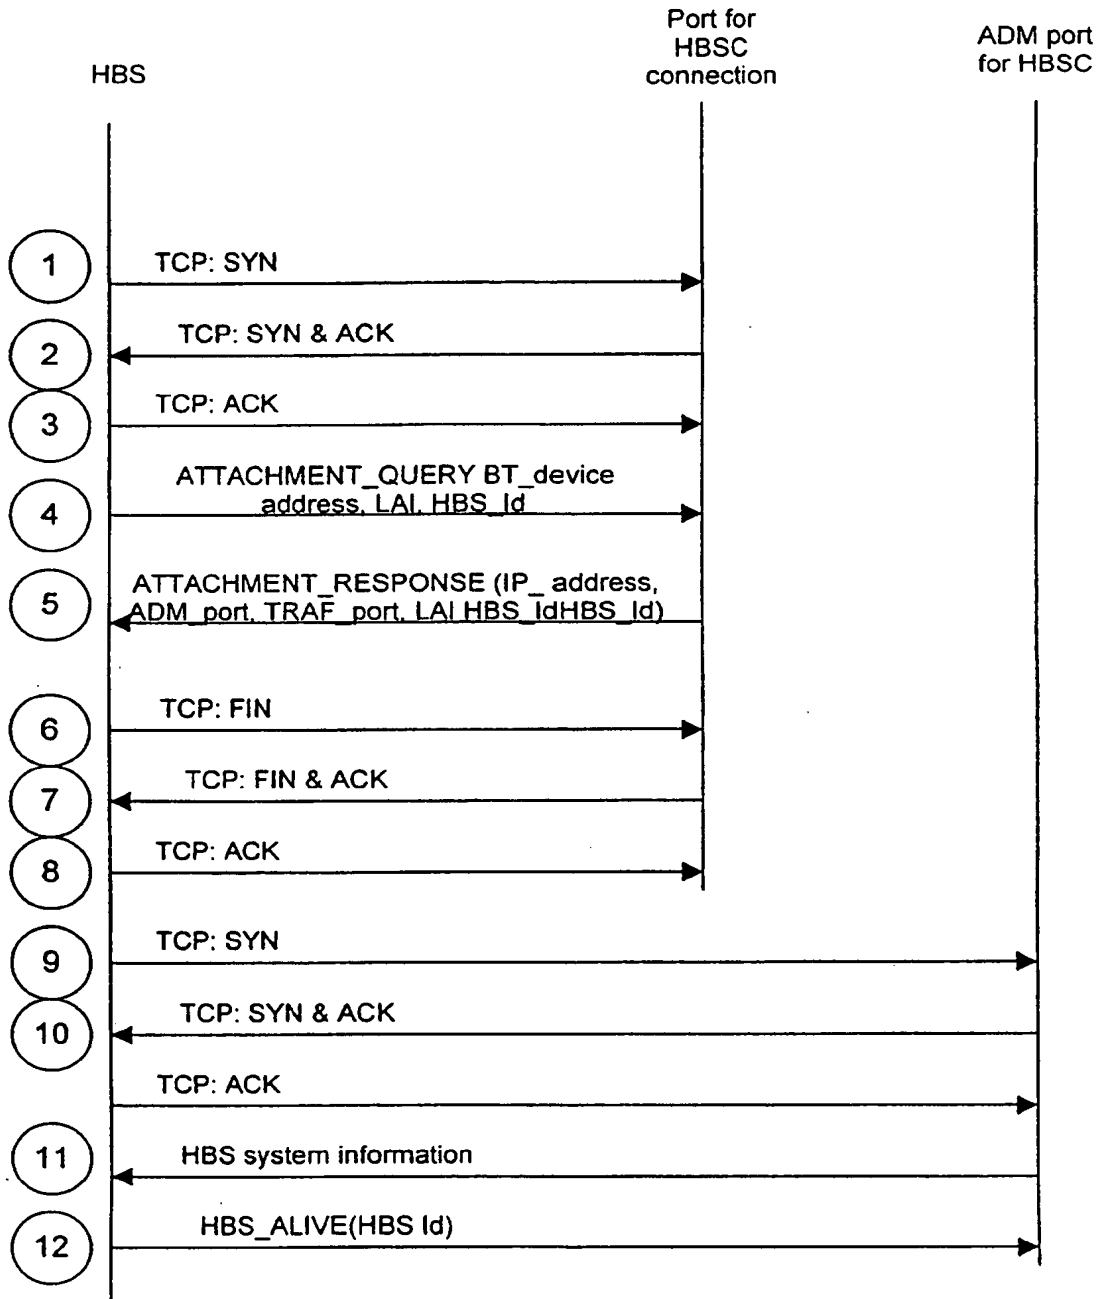 Port for
HBSC
connection
ADM port
for HBSC
HBS
1
TCP: SYN
2
TCP: SYN & ACK
3
TCP: ACK
4
ATTACHMENT_QUERY BT_device
address, LAI, HBS_Id
5
ATTACHMENT_RESPONSE (IP_ address,
ADM_port, TRAF_port, LAI HBS_IdHBS_Id)
6
TCP: FIN
7
TCP: FIN & ACK
8
TCP: ACK
9
TCP: SYN
10
TCP: SYN & ACK
TCP: ACK
11
HBS system information
12
HBS_ALIVE(HBS Id)